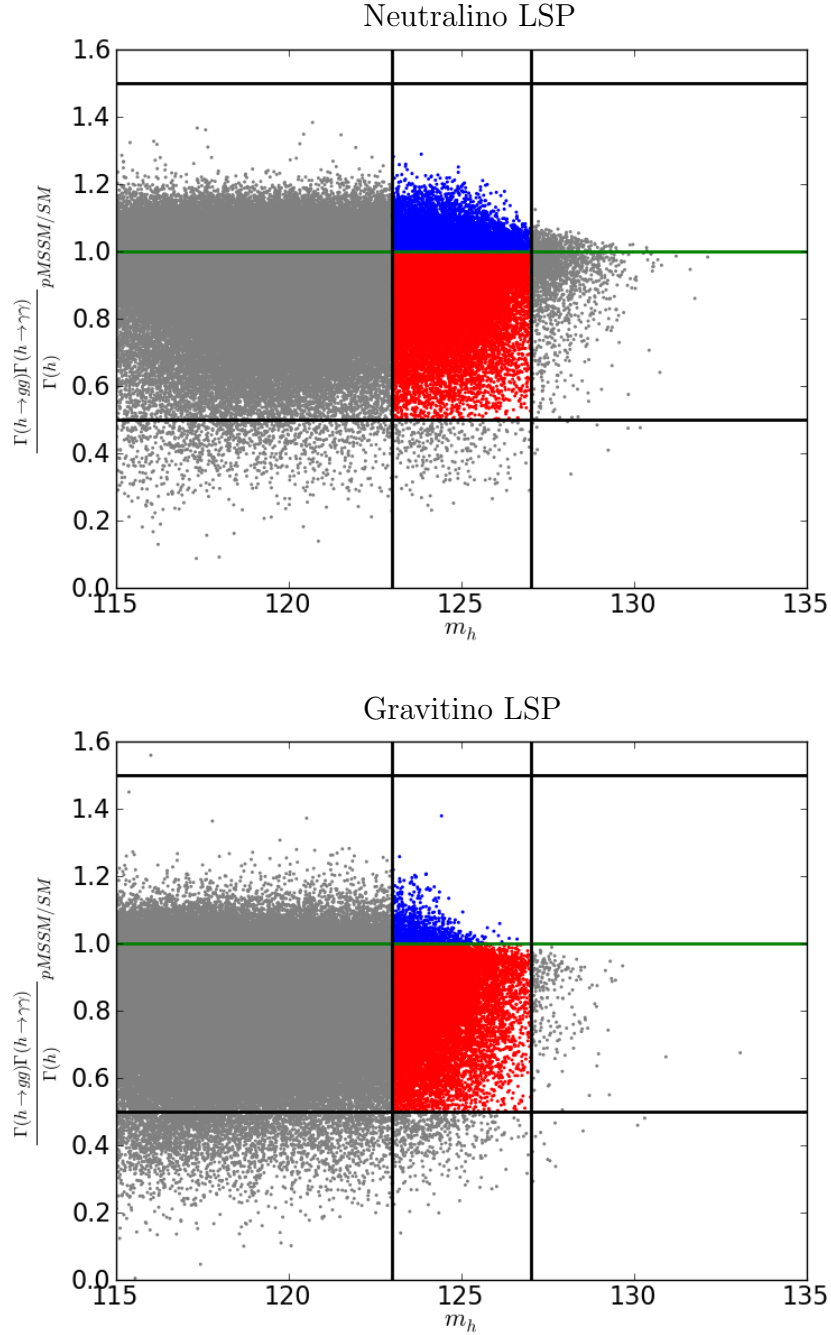 Neutralino LSP
1.6
1.4
1.2
1.0
0.8
0.6
0.4
0.2
0.0
Γ(h→gg)Γ(h→γγ)
Γ(h)
pMSSM/SM
115 120 125 130 135
m_h
Gravitino LSP
1.6
1.4
1.2
1.0
0.8
0.6
0.4
0.2
0.0
Γ(h→gg)Γ(h→γγ)
Γ(h)
pMSSM/SM
115 120 125 130 135
m_h